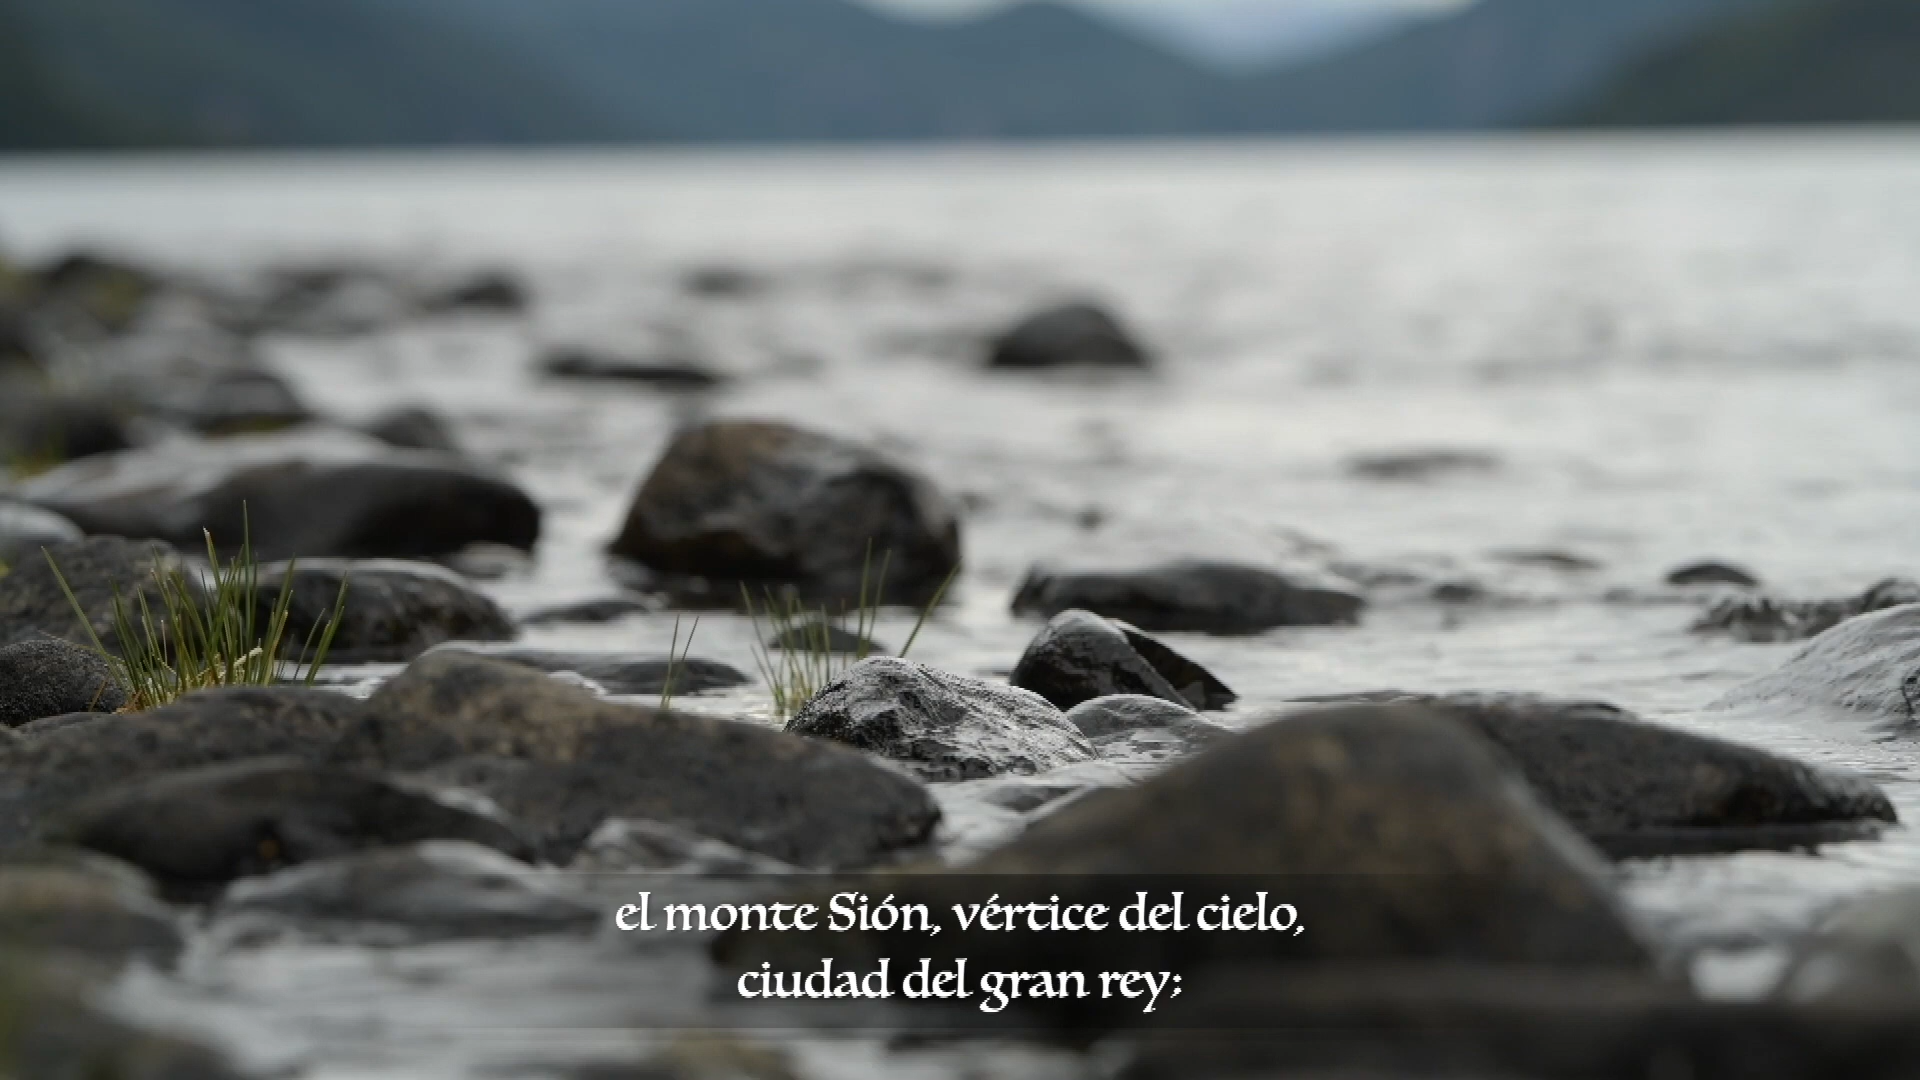 el monte Sión, vértice del cielo,
ciudad del gran rey;